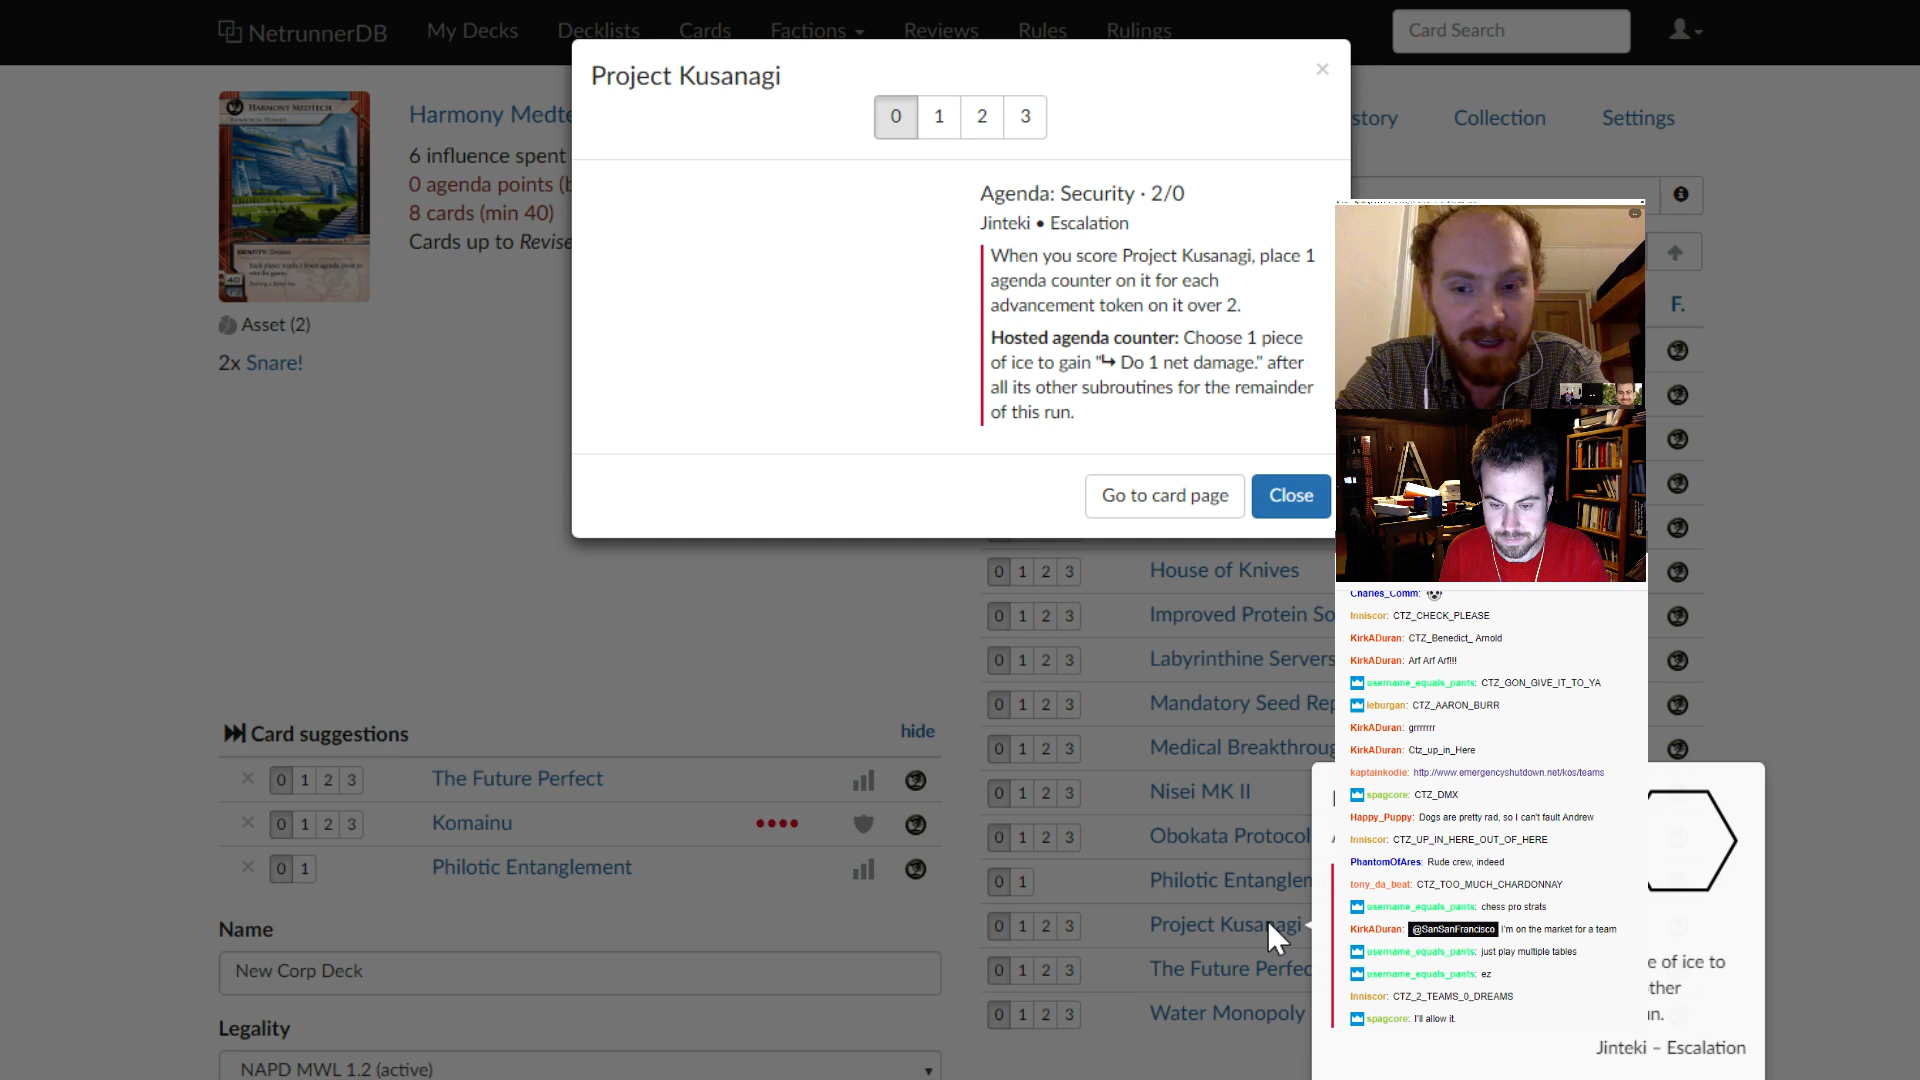 NetrunnerDB My Decks Decklists Cards Factions Reviews Rules Rulings Card Search
Project Kusanagi ×
0 1 2 3
HARMONY MEDTECH
Harmony Medte
6 influence spent
0 agenda points (b
8 cards (min 40)
Cards up to Revise
story Collection Settings
Asset (2)
2x Snare!
Agenda: Security · 2/0
Jinteki • Escalation
When you score Project Kusanagi, place 1
agenda counter on it for each
advancement token on it over 2.
Hosted agenda counter: Choose 1 piece
of ice to gain "↳ Do 1 net damage." after
all its other subroutines for the remainder
of this run.
Go to card page Close
F.
0 1 2 3 House of Knives
0 1 2 3 Improved Protein So
0 1 2 3 Labyrinthine Servers
0 1 2 3 Mandatory Seed Rep
0 1 2 3 Medical Breakthroug
0 1 2 3 Nisei MK II
0 1 2 3 Obokata Protocol
0 1 Philotic Entanglem
0 1 2 3 Project Kusanagi
0 1 2 3 The Future Perfec
0 1 2 3 Water Monopoly
Card suggestions hide
× 0 1 2 3 The Future Perfect
× 0 1 2 3 Komainu
× 0 1 Philotic Entanglement
Name
New Corp Deck
Legality
NAPD MWL 1.2 (active)
Charles_Comm:
Inniscor: CTZ_CHECK_PLEASE
KirkADuran: CTZ_Benedict_ Arnold
KirkADuran: Arf Arf Arf!!!
username_equals_pants: CTZ_GON_GIVE_IT_TO_YA
leburgan: CTZ_AARON_BURR
KirkADuran: grrrrrrr
KirkADuran: Ctz_up_in_Here
kaptainkodie: http://www.emergencyshutdown.net/kos/teams
spagcore: CTZ_DMX
Happy_Puppy: Dogs are pretty rad, so I can't fault Andrew
Inniscor: CTZ_UP_IN_HERE_OUT_OF_HERE
PhantomOfAres: Rude crew, indeed
tony_da_beat: CTZ_TOO_MUCH_CHARDONNAY
username_equals_pants: chess pro strats
KirkADuran: @SanSanFrancisco I'm on the market for a team
username_equals_pants: just play multiple tables
username_equals_pants: ez
Inniscor: CTZ_2_TEAMS_0_DREAMS
spagcore: I'll allow it.
e of ice to
ther
un.
Jinteki – Escalation